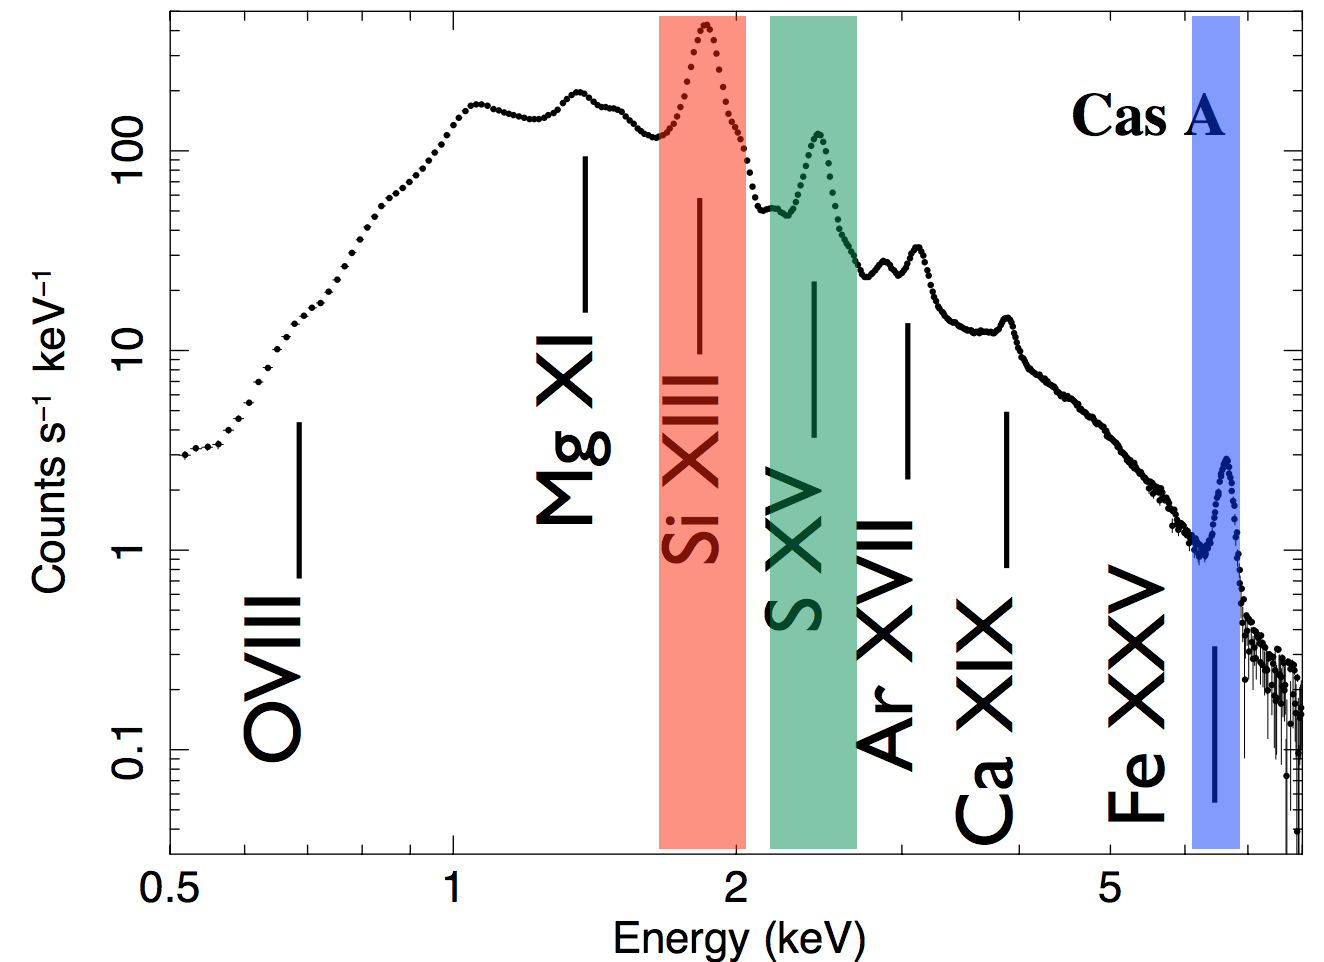 Cas A
Counts s⁻¹ keV⁻¹
100
10
1
0.1
OVIII
Mg XI
Si XIII
S XV
Ar XVII
Ca XIX
Fe XXV
0.5
1
2
5
Energy (keV)